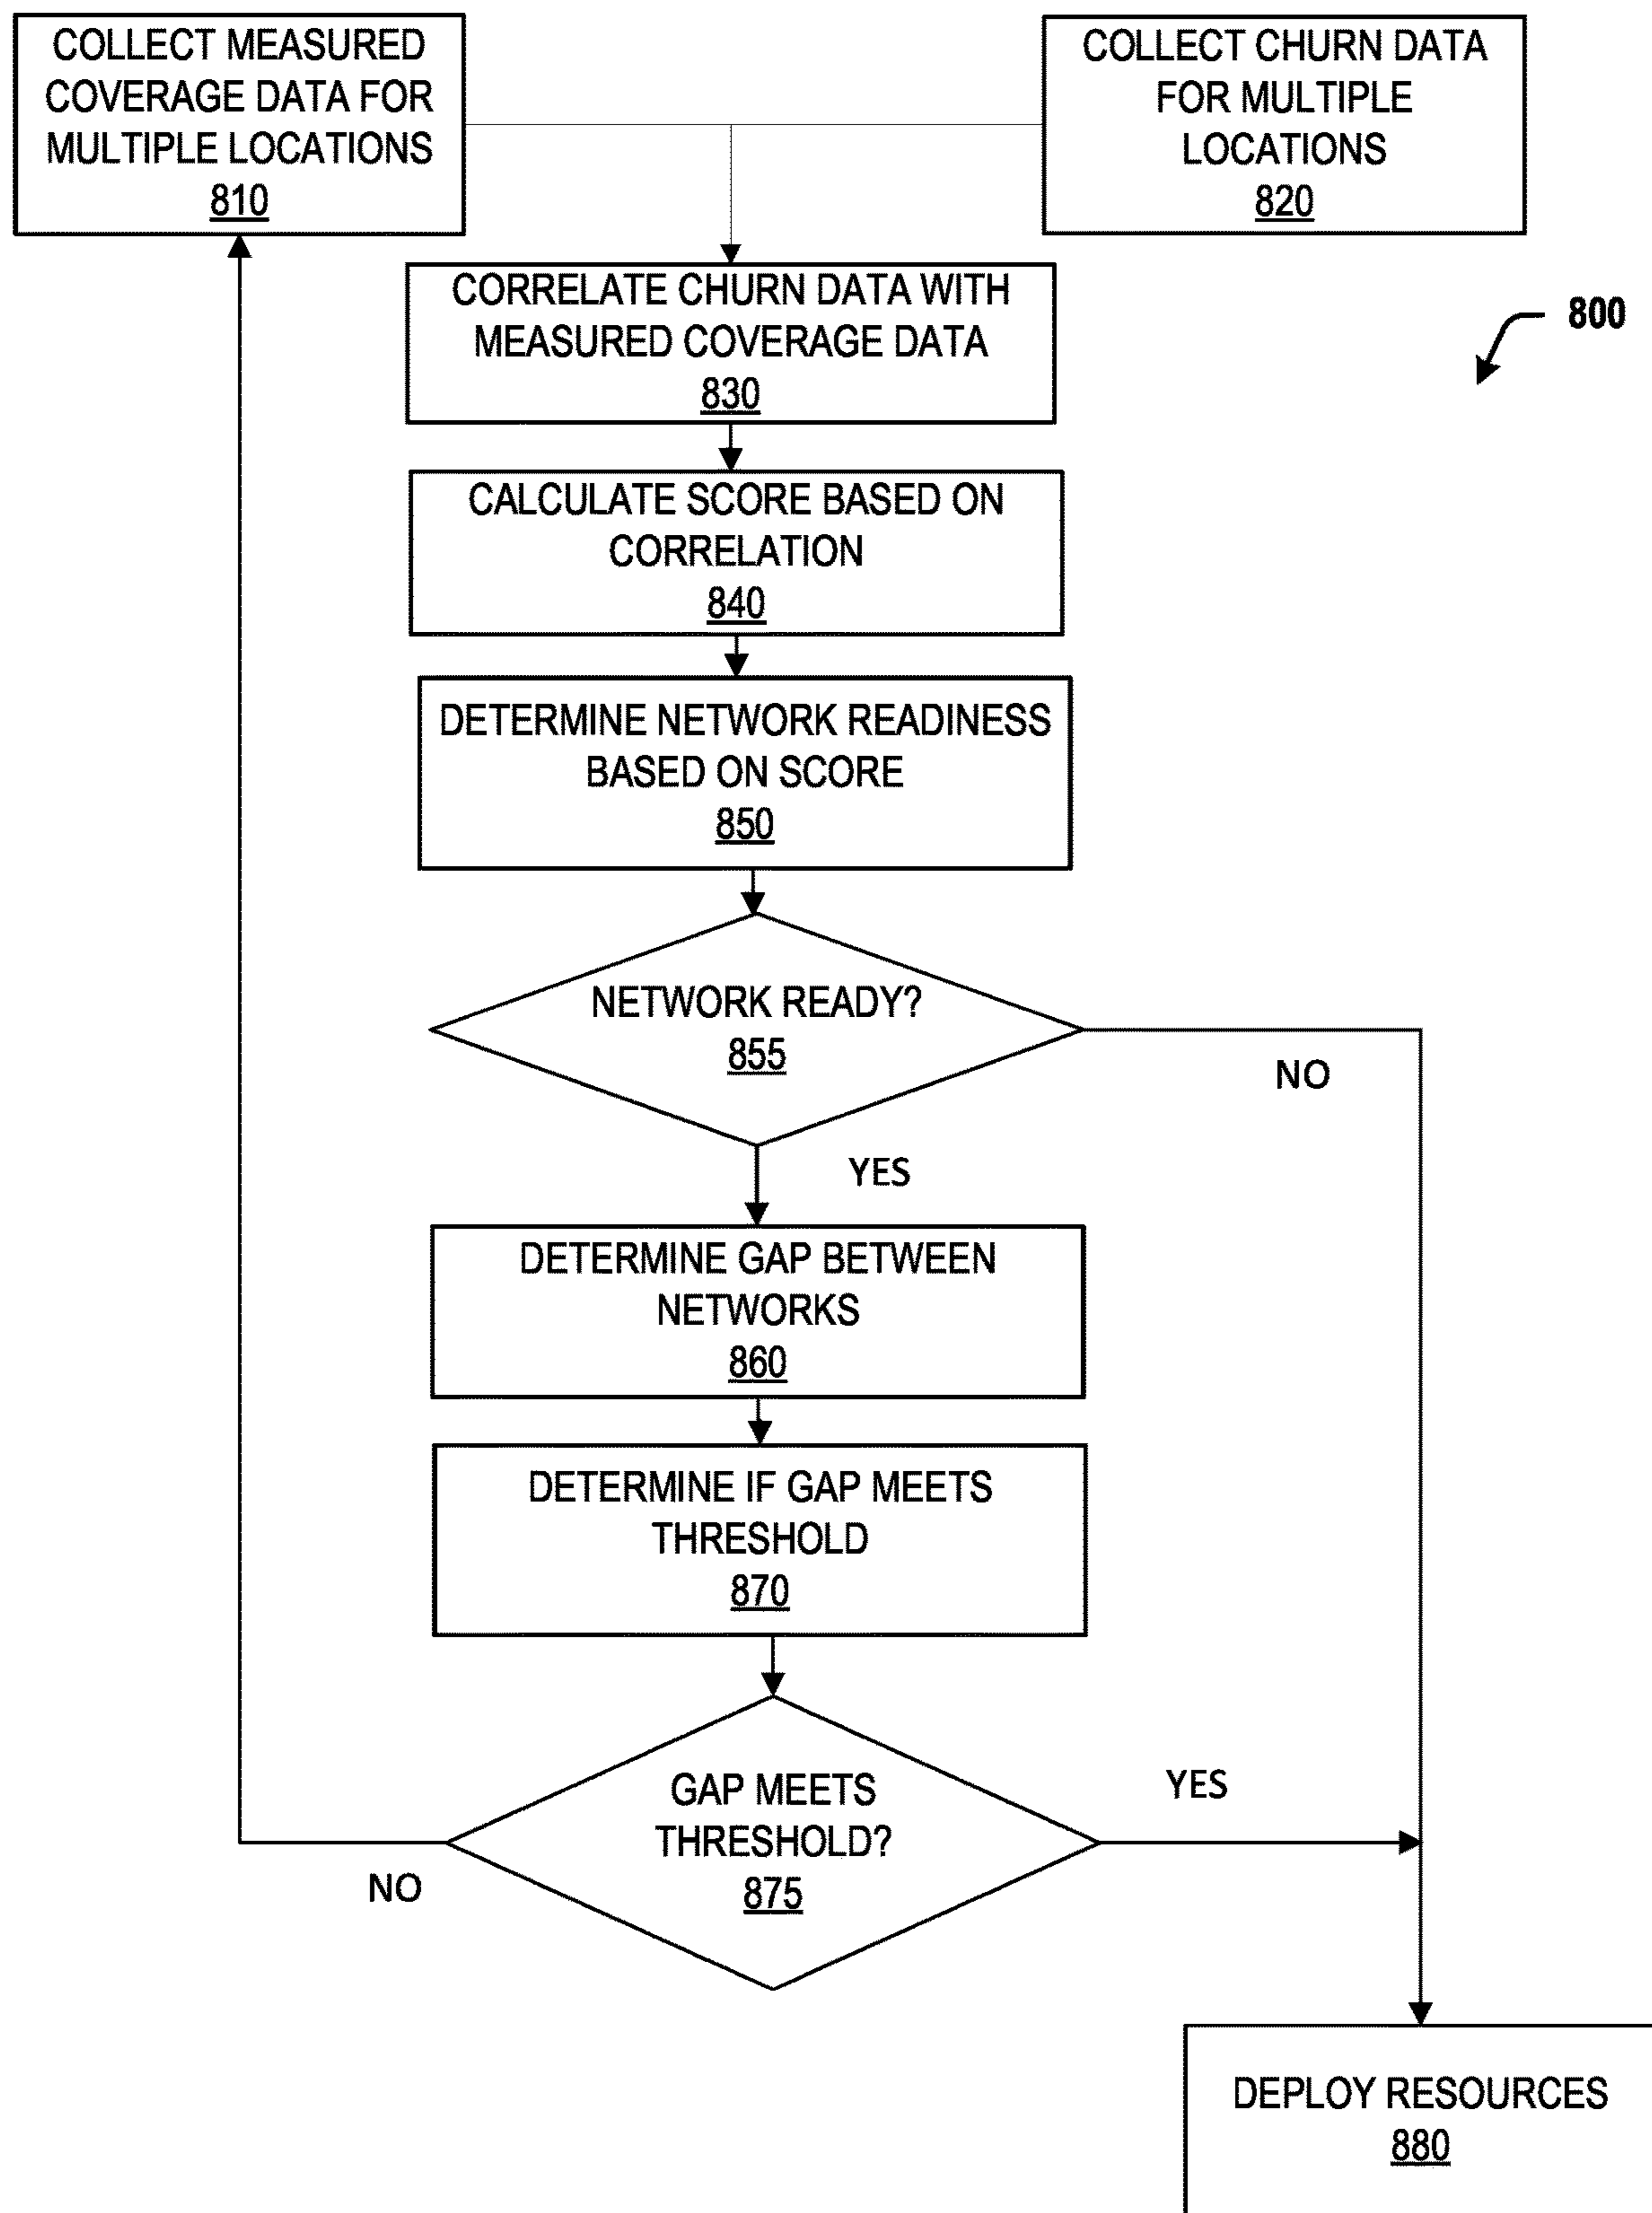 COLLECT MEASURED
COVERAGE DATA FOR
MULTIPLE LOCATIONS
810
COLLECT CHURN DATA
FOR MULTIPLE
LOCATIONS
820
CORRELATE CHURN DATA WITH
MEASURED COVERAGE DATA
830
800
CALCULATE SCORE BASED ON
CORRELATION
840
DETERMINE NETWORK READINESS
BASED ON SCORE
850
NETWORK READY?
855
NO
YES
DETERMINE GAP BETWEEN
NETWORKS
860
DETERMINE IF GAP MEETS
THRESHOLD
870
GAP MEETS
THRESHOLD?
875
YES
NO
DEPLOY RESOURCES
880